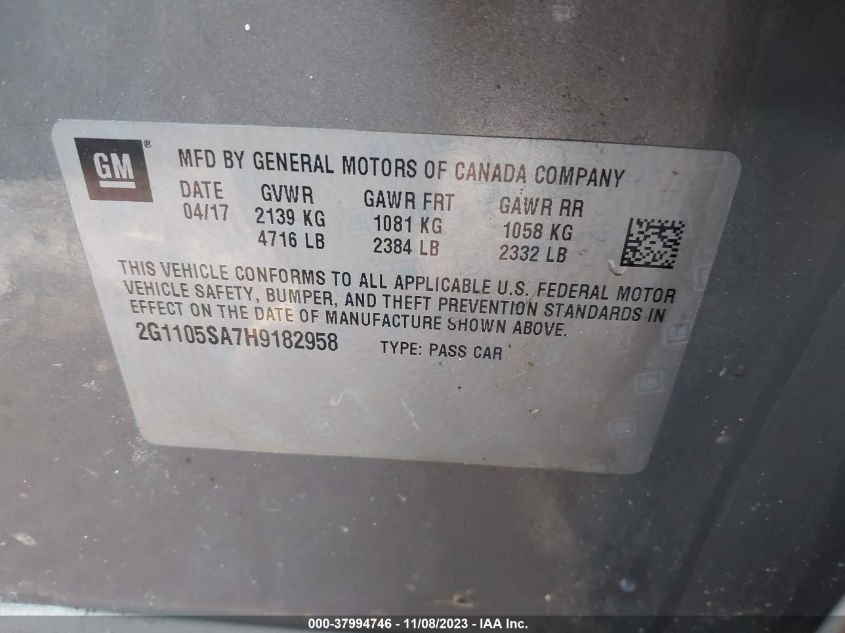 GM ® MFD BY GENERAL MOTORS OF CANADA COMPANY
DATE GVWR GAWR FRT GAWR RR
04/17 2139 KG 1081 KG 1058 KG
4716 LB 2384 LB 2332 LB
THIS VEHICLE CONFORMS TO ALL APPLICABLE U.S. FEDERAL MOTOR
VEHICLE SAFETY, BUMPER, AND THEFT PREVENTION STANDARDS IN
EFFECT ON THE DATE OF MANUFACTURE SHOWN ABOVE.
2G1105SA7H9182958 TYPE: PASS CAR
000-37994746 - 11/08/2023 - IAA Inc.